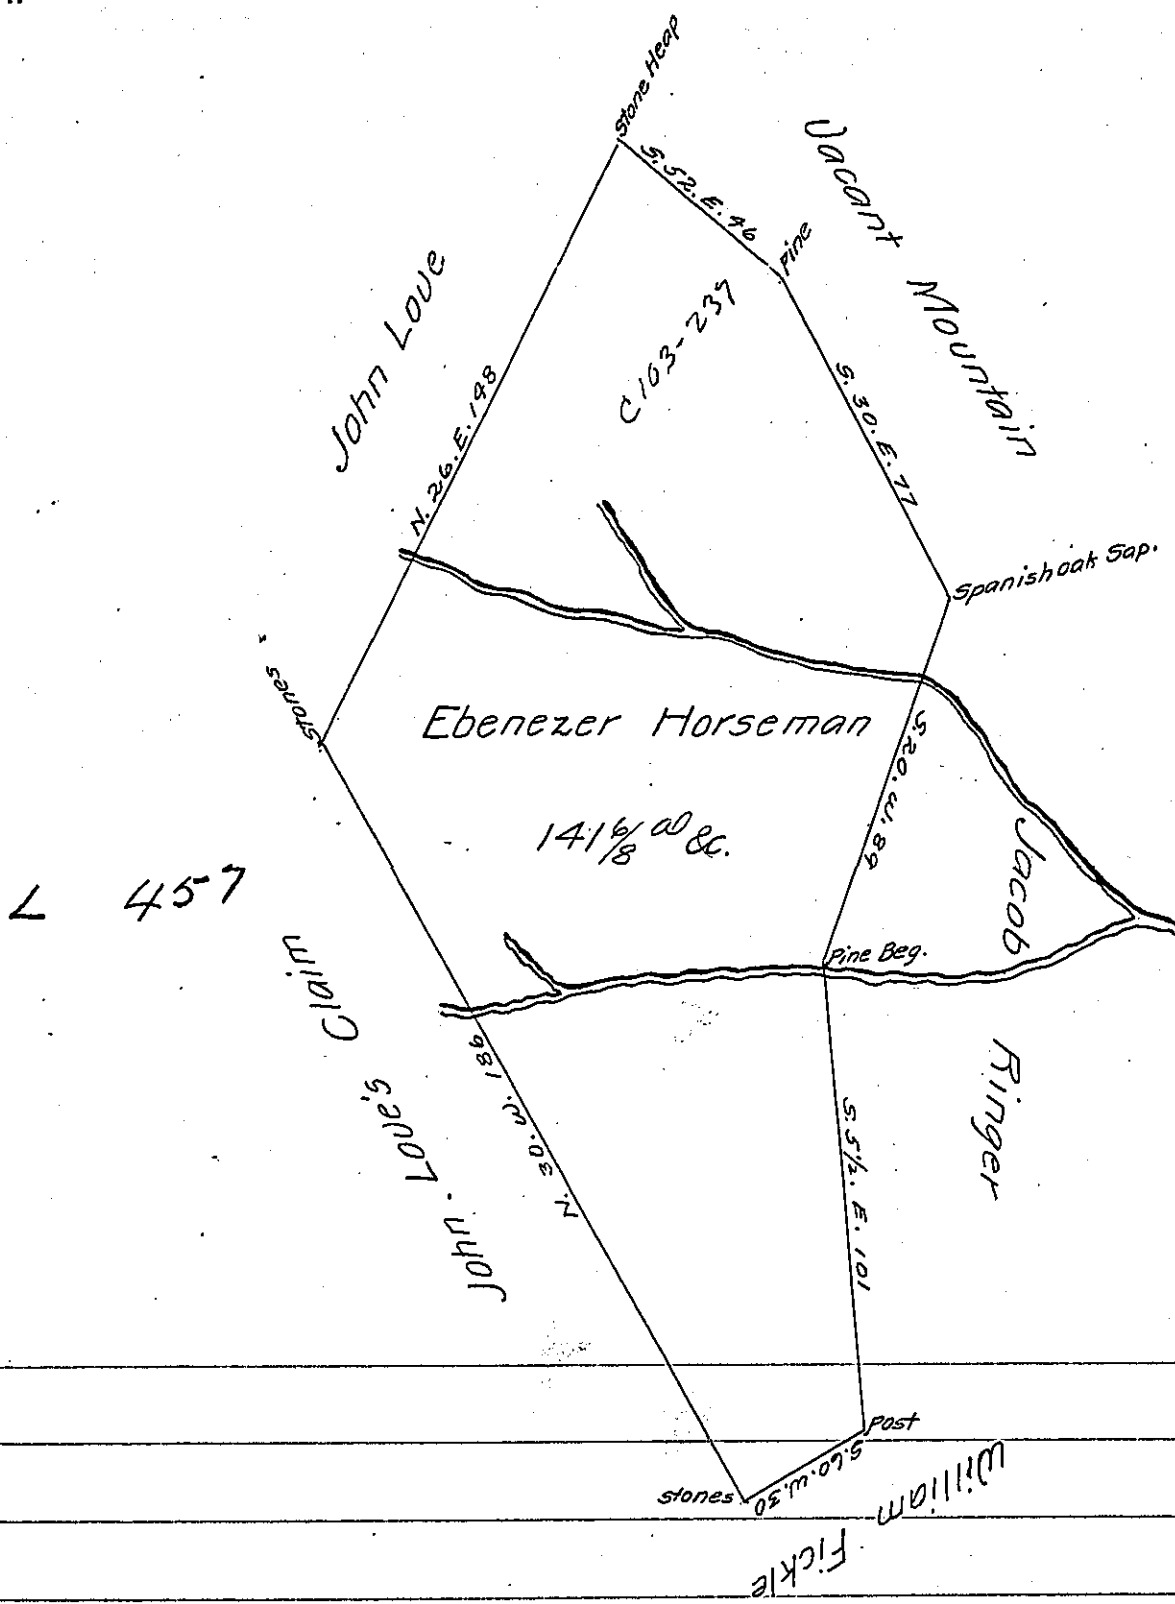 Stone Heap
S. 52. E. 46
Pine
Vacant Mountain
John Love
C103-234
N. 26. E. 148
S. 30. E. 77
Spanishoak Sap.
Stones
Ebenezer Horseman
S. 20. W. 84
141 6/8 a͞o &c.
Jacob Ringer
L 457
Pine Beg.
John Love's Claim
N. 30. W. 186
S. 5½. E. 101
Post
S. 60. W. 30
stones
William Fickle